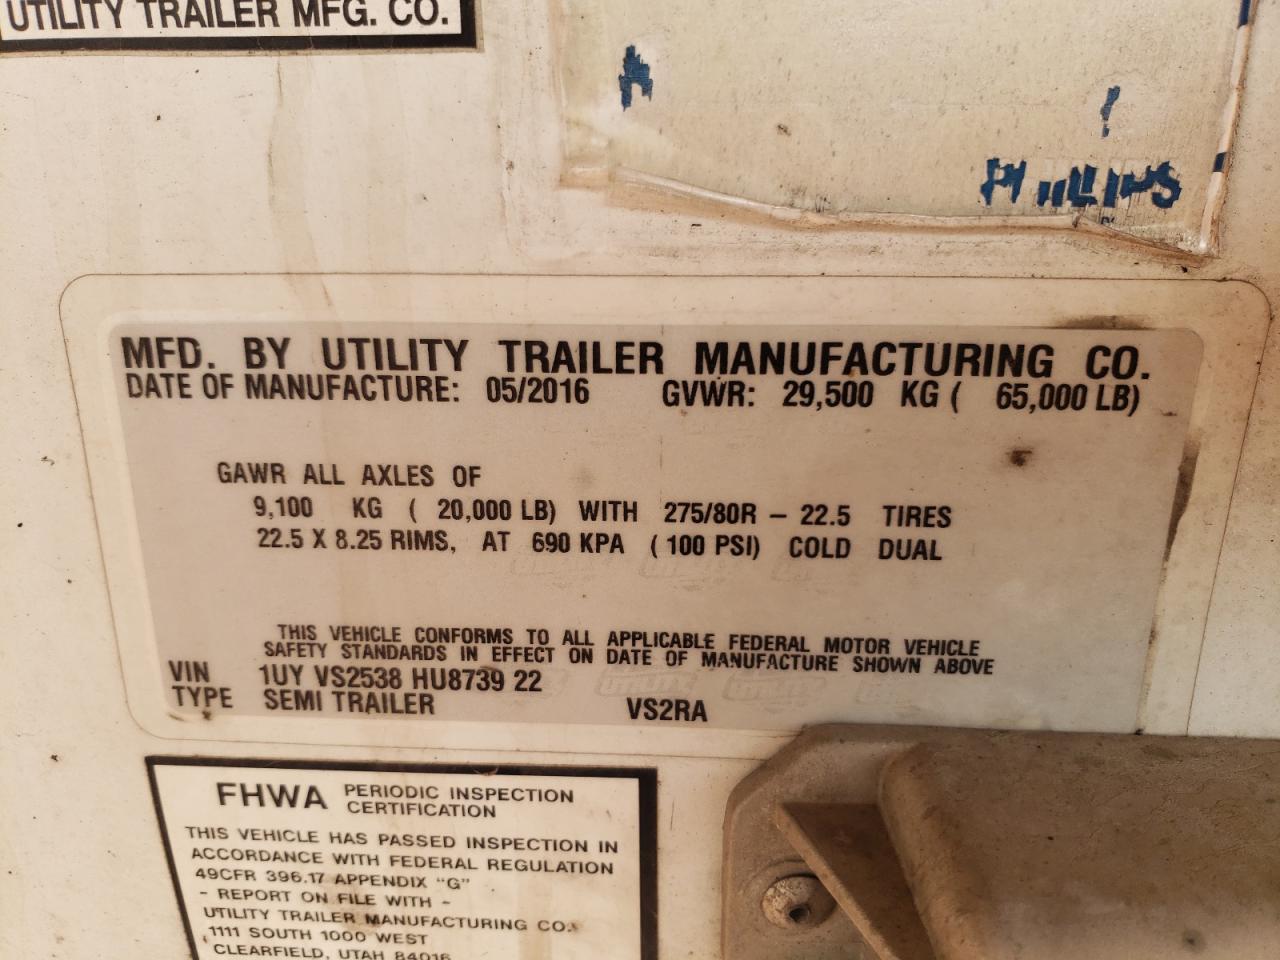 UTILITY TRAILER MFG. CO.
PHILLIPS
MFD. BY UTILITY TRAILER MANUFACTURING CO.
DATE OF MANUFACTURE: 05/2016 GVWR: 29,500 KG ( 65,000 LB)
GAWR ALL AXLES OF
9,100 KG ( 20,000 LB) WITH 275/80R - 22.5 TIRES
22.5 X 8.25 RIMS, AT 690 KPA (100 PSI) COLD DUAL
THIS VEHICLE CONFORMS TO ALL APPLICABLE FEDERAL MOTOR VEHICLE
SAFETY STANDARDS IN EFFECT ON DATE OF MANUFACTURE SHOWN ABOVE
VIN 1UY VS2538 HU8739 22
TYPE SEMI TRAILER VS2RA
FHWA PERIODIC INSPECTION
CERTIFICATION
THIS VEHICLE HAS PASSED INSPECTION IN
ACCORDANCE WITH FEDERAL REGULATION
49CFR 396.17 APPENDIX "G"
- REPORT ON FILE WITH -
UTILITY TRAILER MANUFACTURING CO.
1111 SOUTH 1000 WEST
CLEARFIELD, UTAH 84016